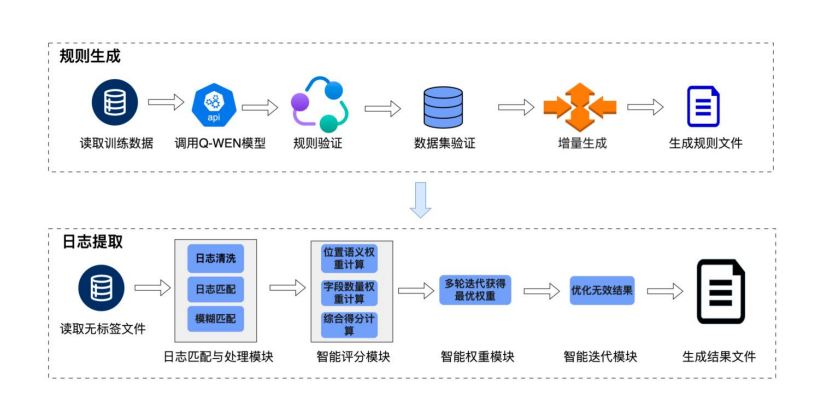 规则生成
api
读取训练数据
调用Q-WEN模型
规则验证
数据集验证
增量生成
生成规则文件
日志提取
读取无标签文件
日志清洗
日志匹配
模糊匹配
日志匹配与处理模块
位置语义权
重计算
字段数量权
重计算
综合得分计
算
智能评分模块
多轮迭代获得
最优权重
智能权重模块
优化无效结果
智能迭代模块
生成结果文件